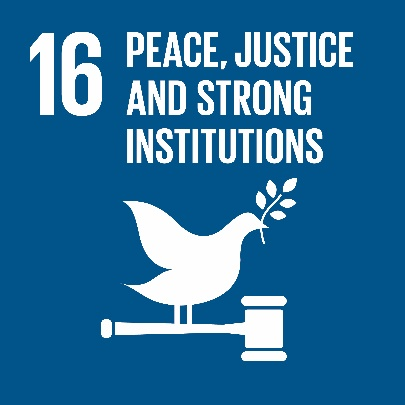 16 PEACE, JUSTICE
AND STRONG
INSTITUTIONS